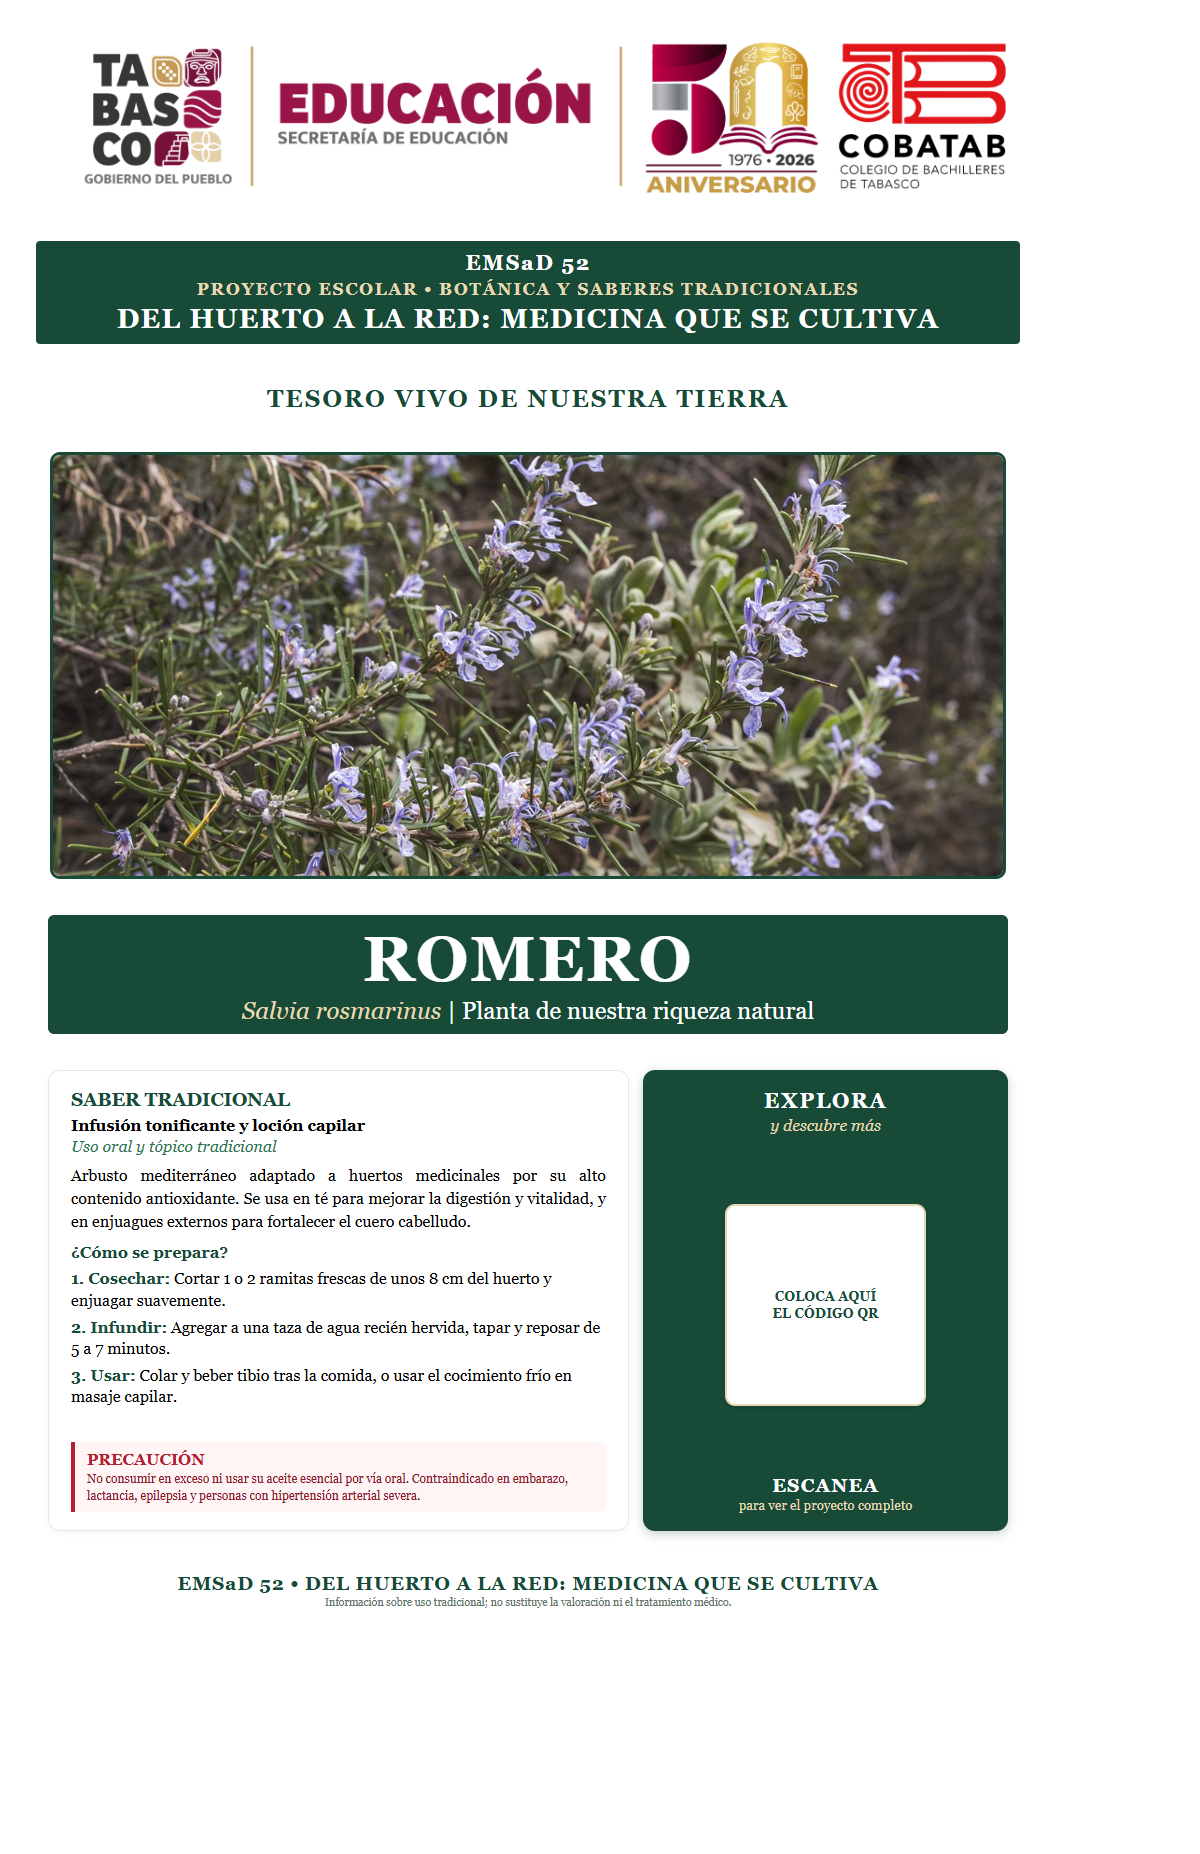 TA
BAS
CO
GOBIERNO DEL PUEBLO
EDUCACIÓN
SECRETARÍA DE EDUCACIÓN
50
1976 • 2026
ANIVERSARIO
COBATAB
COLEGIO DE BACHILLERES
DE TABASCO
EMSaD 52
PROYECTO ESCOLAR • BOTÁNICA Y SABERES TRADICIONALES
DEL HUERTO A LA RED: MEDICINA QUE SE CULTIVA
TESORO VIVO DE NUESTRA TIERRA
ROMERO
Salvia rosmarinus | Planta de nuestra riqueza natural
SABER TRADICIONAL
Infusión tonificante y loción capilar
Uso oral y tópico tradicional
Arbusto mediterráneo adaptado a huertos medicinales por su alto
contenido antioxidante. Se usa en té para mejorar la digestión y vitalidad, y
en enjuagues externos para fortalecer el cuero cabelludo.
¿Cómo se prepara?
1. Cosechar: Cortar 1 o 2 ramitas frescas de unos 8 cm del huerto y
enjuagar suavemente.
2. Infundir: Agregar a una taza de agua recién hervida, tapar y reposar de
5 a 7 minutos.
3. Usar: Colar y beber tibio tras la comida, o usar el cocimiento frío en
masaje capilar.
PRECAUCIÓN
No consumir en exceso ni usar su aceite esencial por vía oral. Contraindicado en embarazo,
lactancia, epilepsia y personas con hipertensión arterial severa.
EXPLORA
y descubre más
COLOCA AQUÍ
EL CÓDIGO QR
ESCANEA
para ver el proyecto completo
EMSaD 52 • DEL HUERTO A LA RED: MEDICINA QUE SE CULTIVA
Información sobre uso tradicional; no sustituye la valoración ni el tratamiento médico.